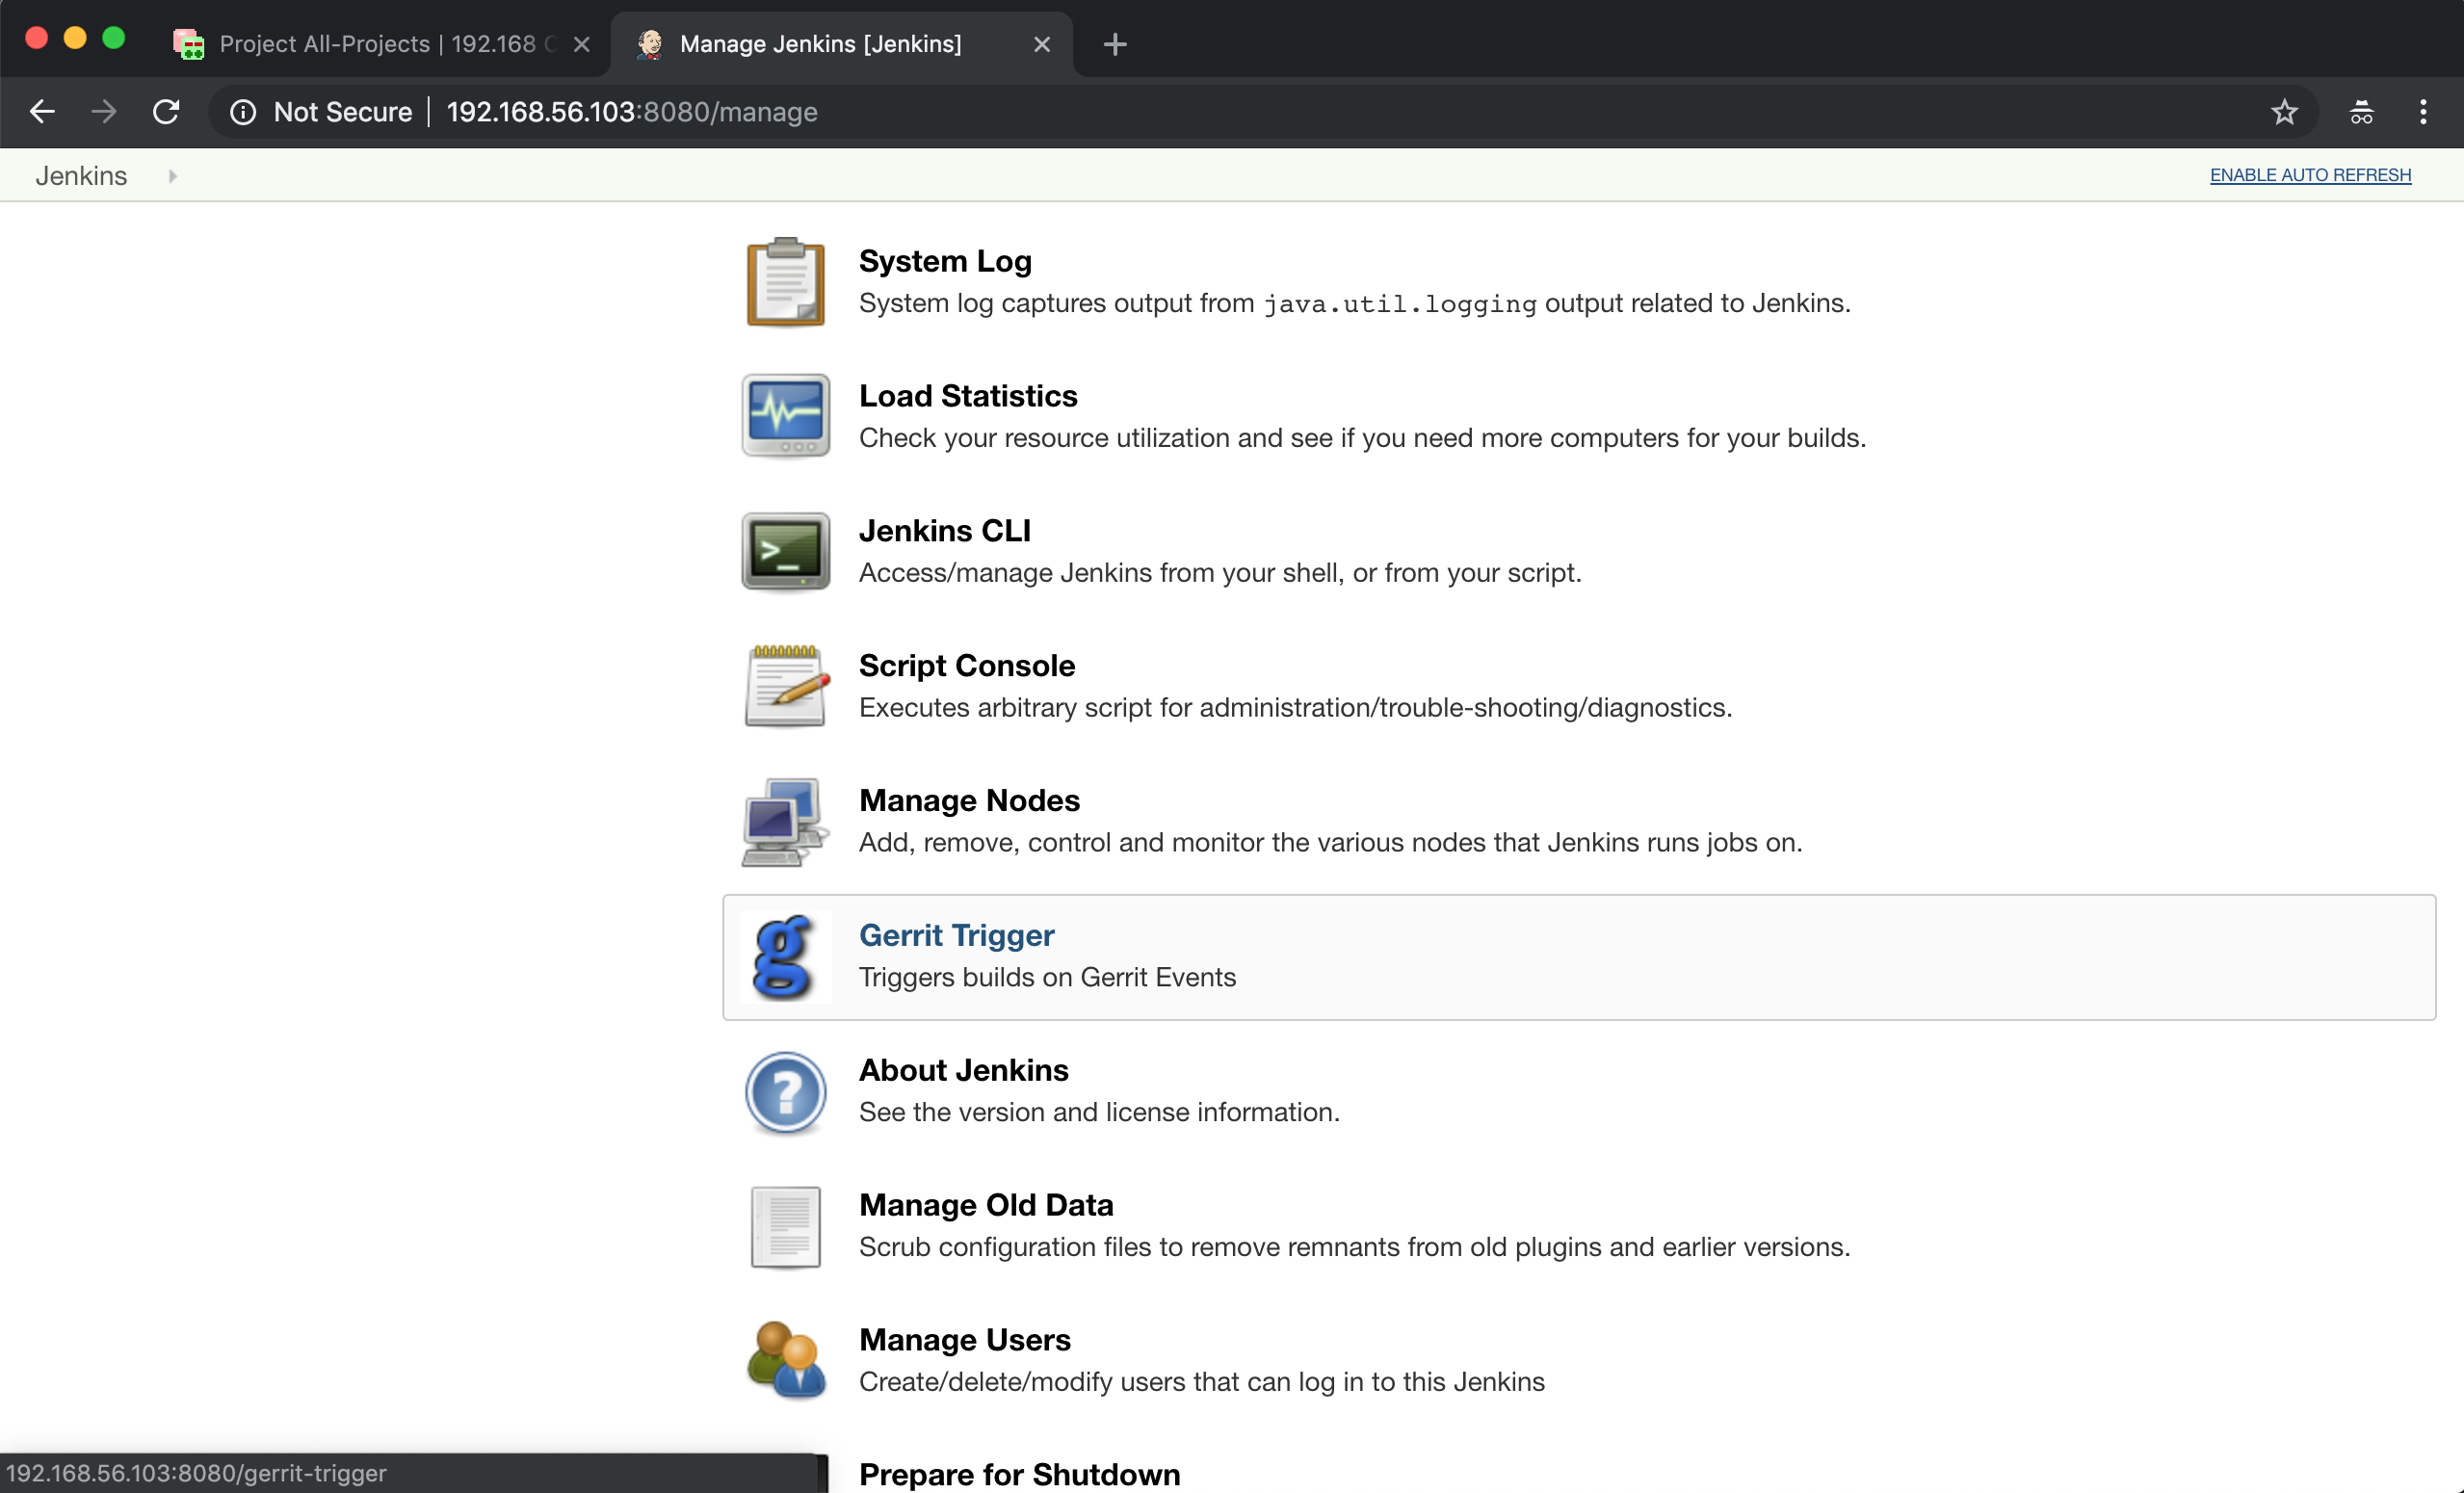 Project All-Projects | 192.168
Manage Jenkins [Jenkins]
Not Secure | 192.168.56.103:8080/manage
Jenkins
ENABLE AUTO REFRESH
System Log
System log captures output from java.util.logging output related to Jenkins.
Load Statistics
Check your resource utilization and see if you need more computers for your builds.
Jenkins CLI
Access/manage Jenkins from your shell, or from your script.
Script Console
Executes arbitrary script for administration/trouble-shooting/diagnostics.
Manage Nodes
Add, remove, control and monitor the various nodes that Jenkins runs jobs on.
g
Gerrit Trigger
Triggers builds on Gerrit Events
About Jenkins
See the version and license information.
Manage Old Data
Scrub configuration files to remove remnants from old plugins and earlier versions.
Manage Users
Create/delete/modify users that can log in to this Jenkins
Prepare for Shutdown
192.168.56.103:8080/gerrit-trigger